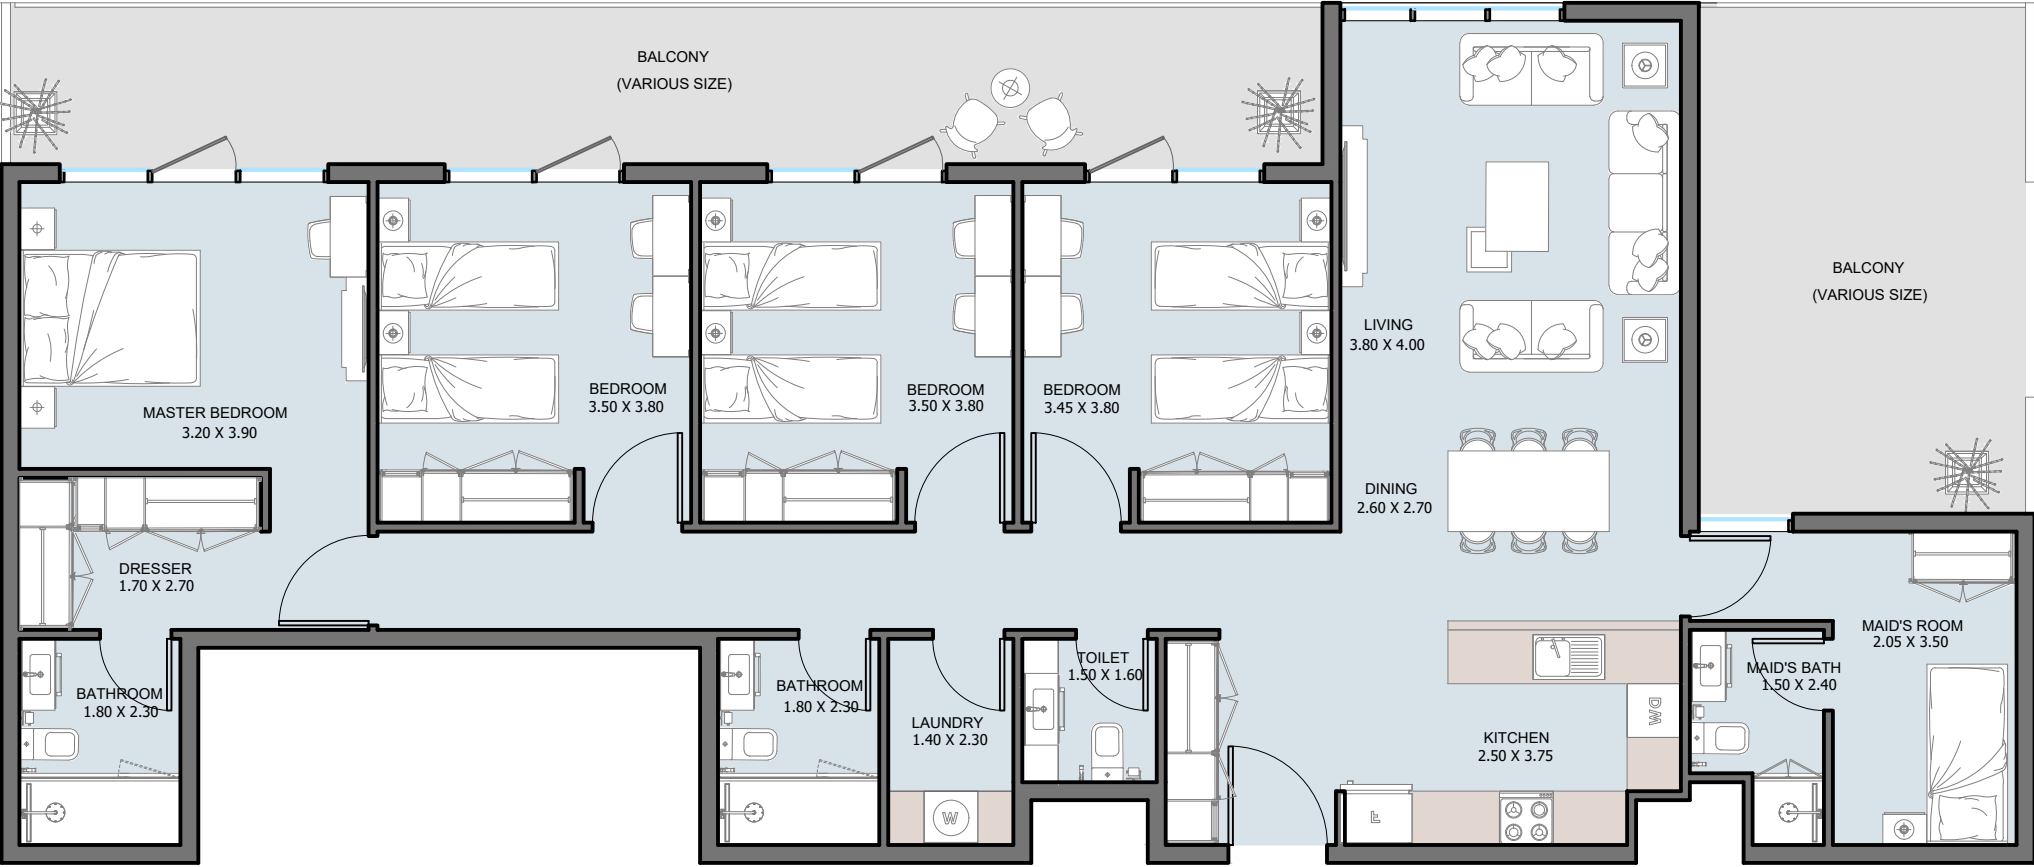 BALCONY
(VARIOUS SIZE)
BALCONY
(VARIOUS SIZE)
LIVING
3.80 X 4.00
BEDROOM
3.50 X 3.80
BEDROOM
3.50 X 3.80
BEDROOM
3.45 X 3.80
MASTER BEDROOM
3.20 X 3.90
DINING
2.60 X 2.70
DRESSER
1.70 X 2.70
MAID'S ROOM
2.05 X 3.50
TOILET
1.50 X 1.60
MAID'S BATH
1.50 X 2.40
BATHROOM
1.80 X 2.30
BATHROOM
1.80 X 2.30
LAUNDRY
1.40 X 2.30
DW
KITCHEN
2.50 X 3.75
W
F